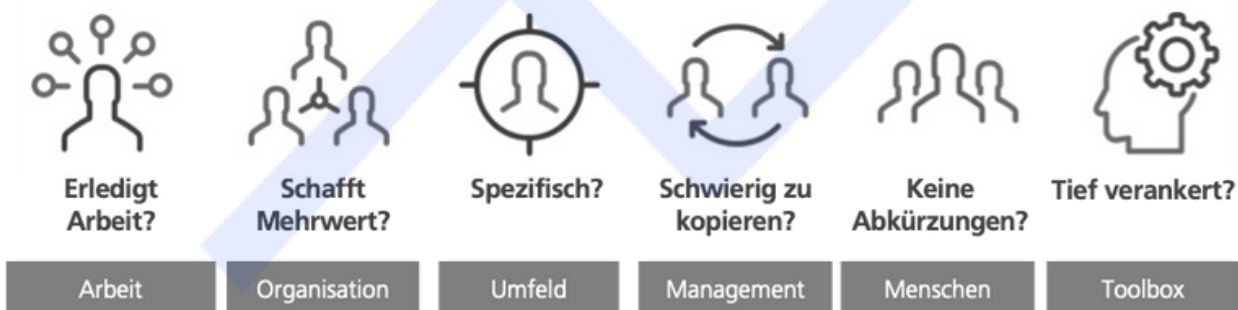 Erledigt
Arbeit?
Schafft
Mehrwert?
Spezifisch?
Schwierig zu
kopieren?
Keine
Abkürzungen?
Tief verankert?
Arbeit
Organisation
Umfeld
Management
Menschen
Toolbox